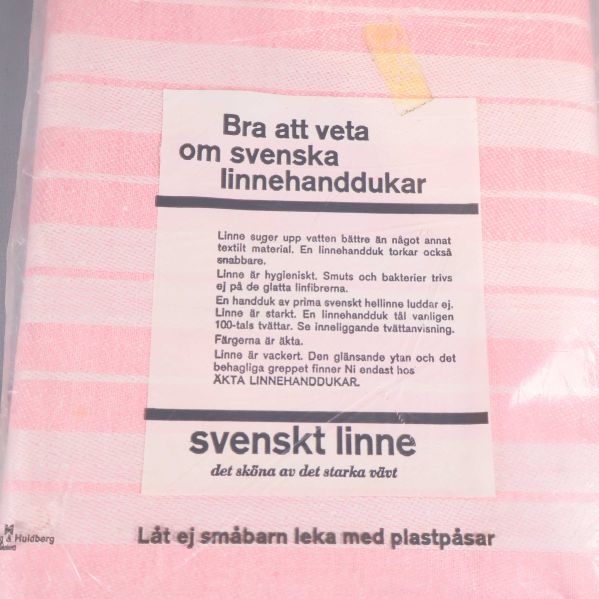 Bra att veta
om svenska
linnehanddukar
Linne suger upp vatten bättre än något annat
textilt material. En linnehandduk torkar också
snabbare.
Linne är hygieniskt. Smuts och bakterier trivs
ej på de glatta linfibrerna.
En handduk av prima svenskt hellinne luddar ej.
Linne är starkt. En linnehandduk tål vanligen
100-tals tvättar. Se inneliggande tvättanvisning.
Färgerna är äkta.
Linne är vackert. Den glänsande ytan och det
behagliga greppet finner Ni endast hos
ÄKTA LINNEHANDDUKAR.
svenskt linne
det sköna av det starka vävt
& Huldberg
Låt ej småbarn leka med plastpåsar